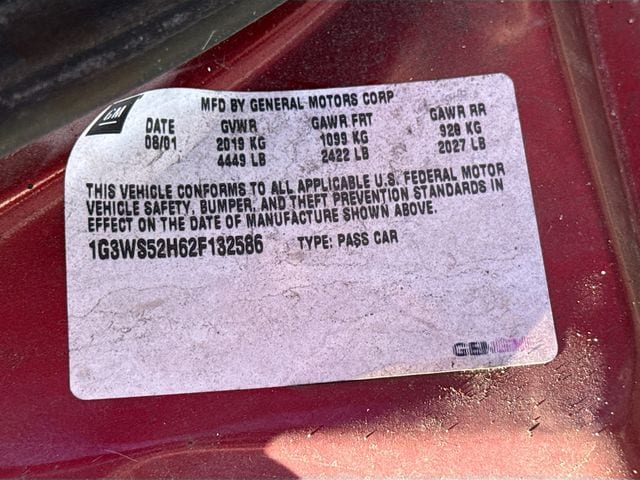 MFD BY GENERAL MOTORS CORP
GM
DATE GVWR GAWR FRT GAWR RR
08/01 2019 KG 1099 KG 920 KG
4449 LB 2422 LB 2027 LB
THIS VEHICLE CONFORMS TO ALL APPLICABLE U.S. FEDERAL MOTOR
VEHICLE SAFETY, BUMPER, AND THEFT PREVENTION STANDARDS IN
EFFECT ON THE DATE OF MANUFACTURE SHOWN ABOVE.
1G3WS52H62F132586 TYPE: PASS CAR